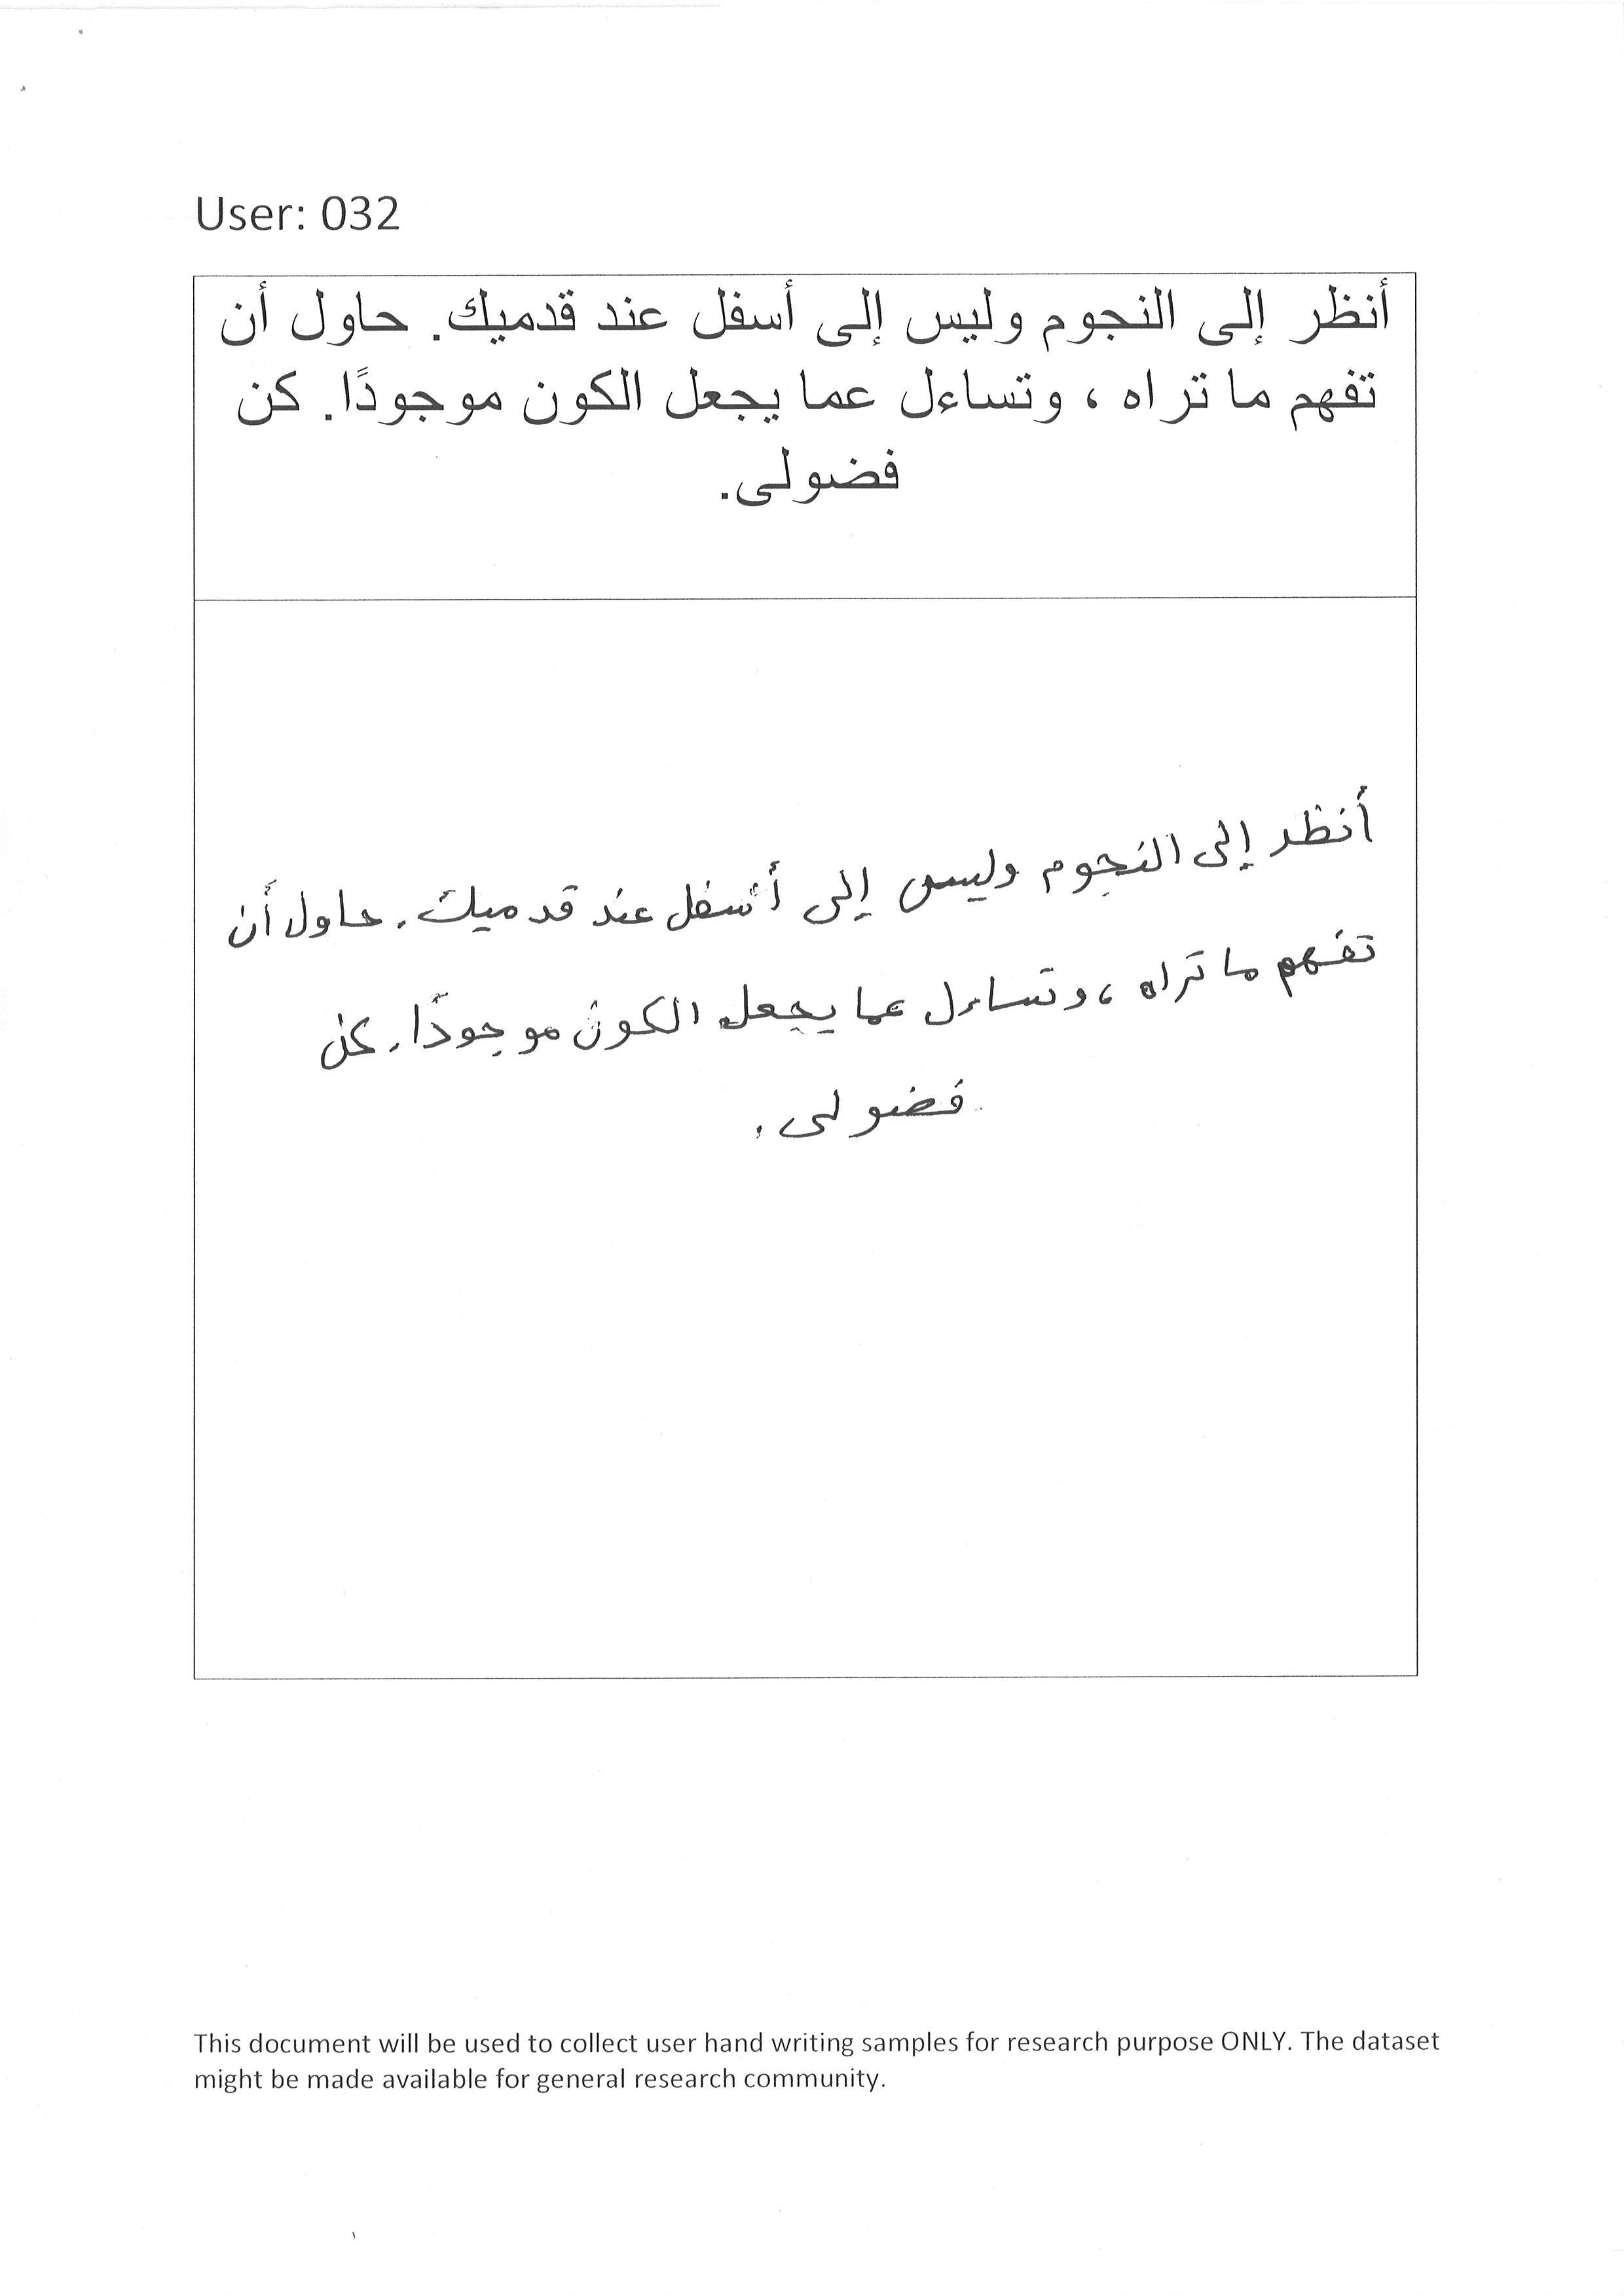 User: 032
أنظر إلى النجوم وليس إلى أسفل عند قدميك. حاول أن
تفهم ما تراه ، وتساءل عما يجعل الكون موجودًا. كن
فضولى.
أنظر إلى النجوم وليس إلى أسفل عند قدميك. حاول أن
تفهم ما تراه ، وتساءل عما يجعل الكون موجودًا. كن
فضولى.
This document will be used to collect user hand writing samples for research purpose ONLY. The dataset
might be made available for general research community.